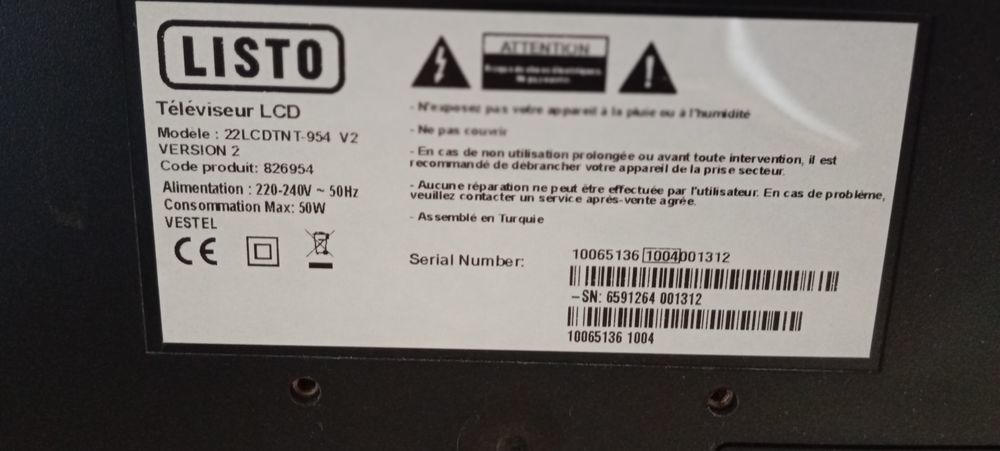 LISTO
Téléviseur LCD
Modele : 22LCDTNT-954 V2
VERSION 2
Code produit: 826954
Alimentation : 220-240V ~ 50Hz
Consommation Max: 50W
VESTEL
CE
ATTENTION
- N'exposez pas votre appareil à la pluie ou à l'humidité
- Ne pas couvrir
- En cas de non utilisation prolongée ou avant toute intervention, il est
recommandé de débrancher votre appareil de la prise secteur.
- Aucune réparation ne peut être effectuée par l'utilisateur. En cas de problème,
veuillez contacter un service après-vente agrée.
- Assemblé en Turquie
Serial Number:
10065136 1004001312
-SN: 6591264 001312
10065136 1004